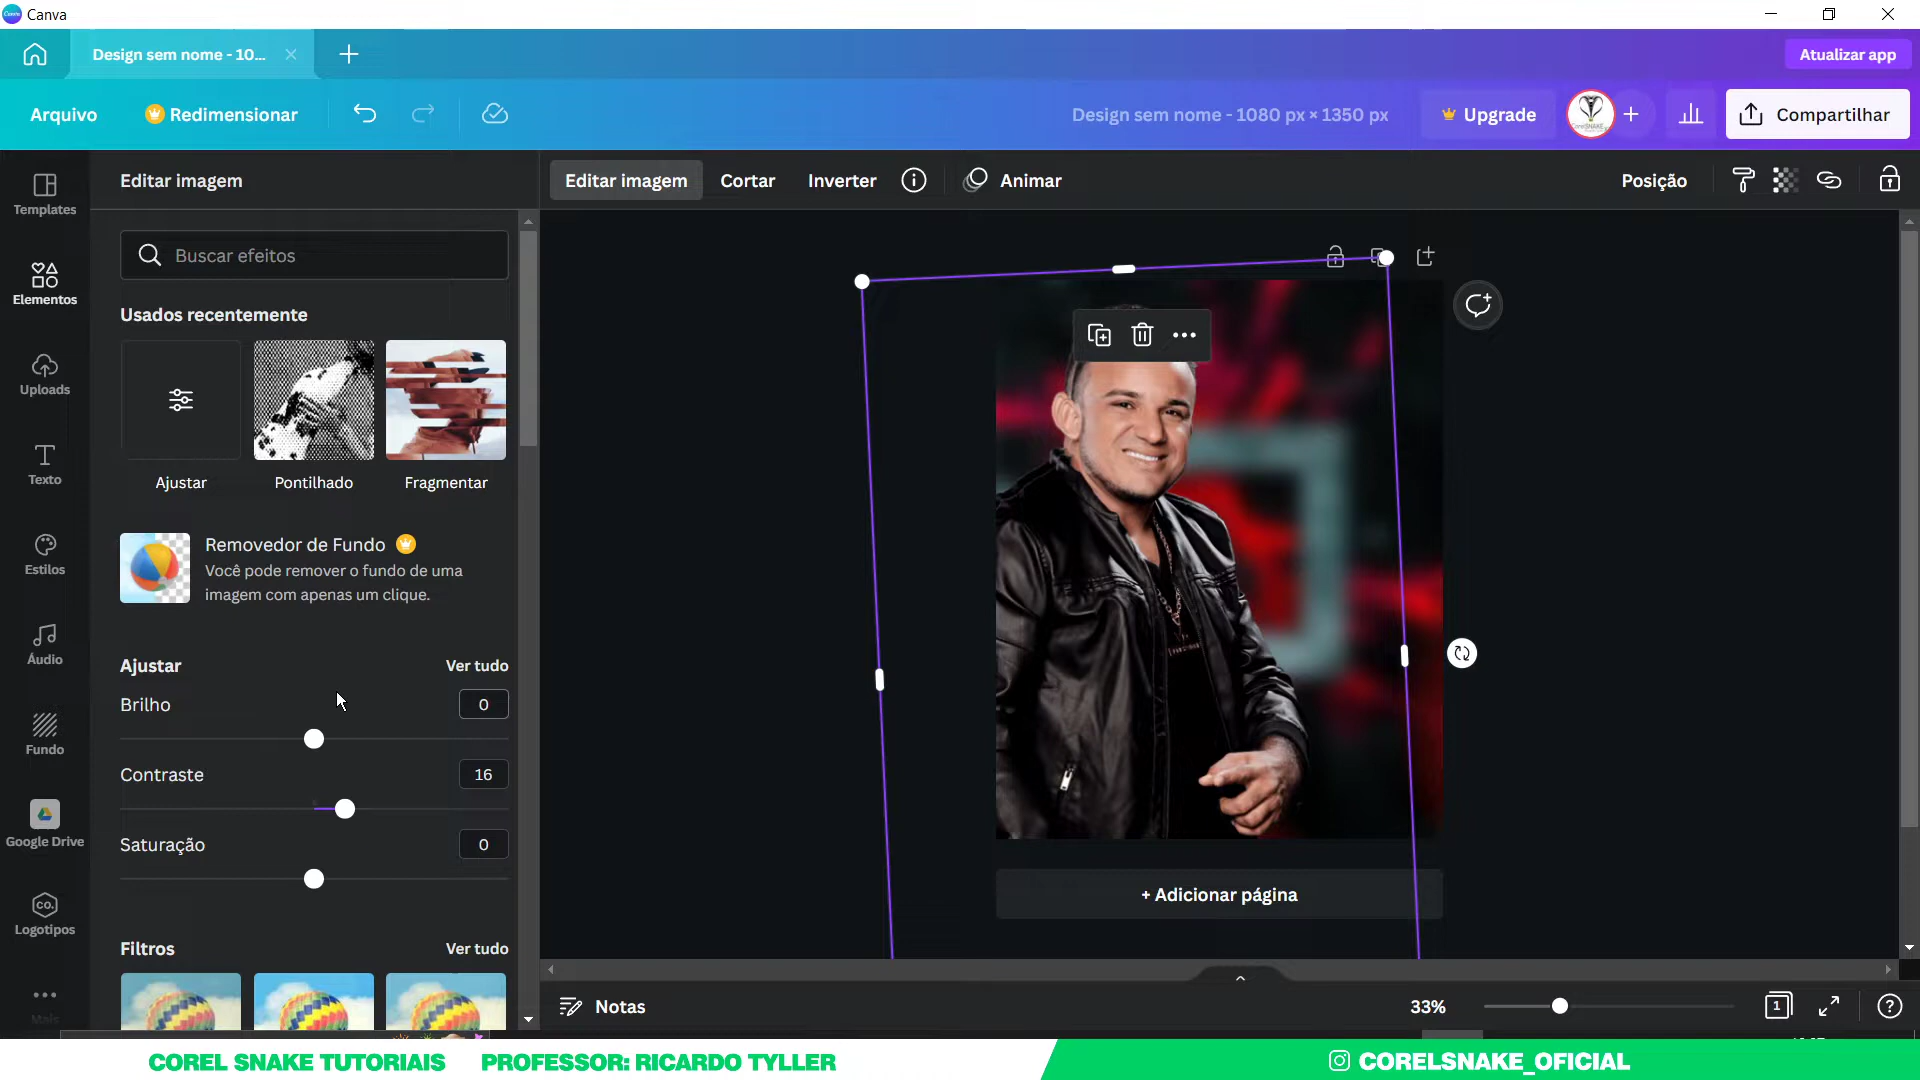 Canva
Design sem nome - 10...
Atualizar app
Arquivo
Redimensionar
Design sem nome - 1080 px × 1350 px
Upgrade
Compartilhar
Templates
Elementos
Uploads
Texto
Estilos
Áudio
Fundo
Google Drive
CO.
Logotipos
Mais
Editar imagem
Buscar efeitos
Usados recentemente
Ajustar
Pontilhado
Fragmentar
Removedor de Fundo
Você pode remover o fundo de uma
imagem com apenas um clique.
Ajustar
Ver tudo
Brilho
0
Contraste
16
Saturação
0
Filtros
Ver tudo
Editar imagem
Cortar
Inverter
Animar
Posição
+ Adicionar página
Notas
33%
1
COREL SNAKE TUTORIAIS
PROFESSOR: RICARDO TYLLER
CORELSNAKE_OFICIAL